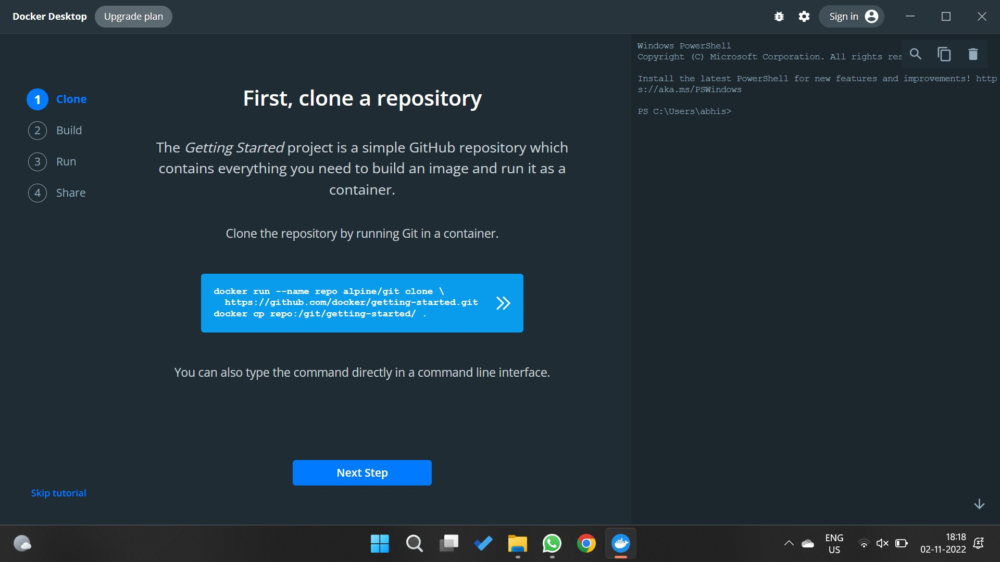 Docker Desktop
Upgrade plan
Sign in
1 Clone
2 Build
3 Run
4 Share
Skip tutorial
First, clone a repository
The Getting Started project is a simple GitHub repository which
contains everything you need to build an image and run it as a
container.
Clone the repository by running Git in a container.
docker run --name repo alpine/git clone \
https://github.com/docker/getting-started.git
docker cp repo:/git/getting-started/ .
You can also type the command directly in a command line interface.
Next Step
Windows PowerShell
Copyright (C) Microsoft Corporation. All rights res
Install the latest PowerShell for new features and improvements! http
s://aka.ms/PSWindows
PS C:\Users\abhis>
ENG
US
18:18
02-11-2022